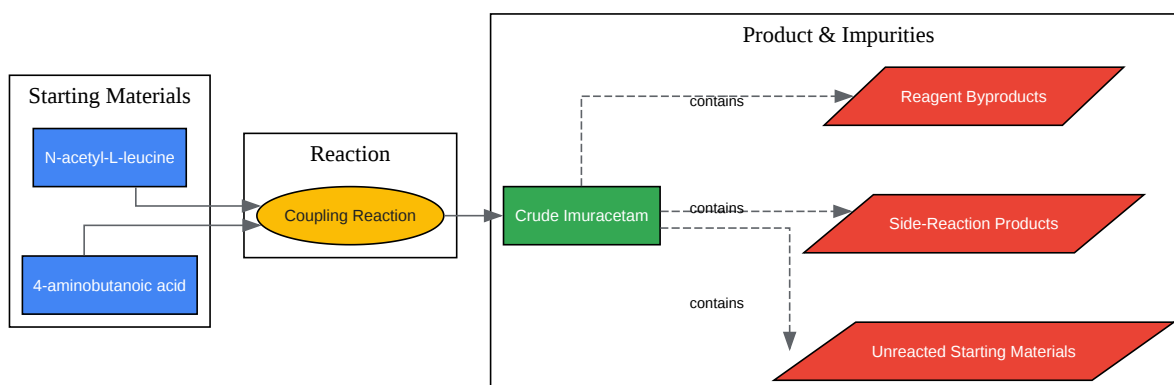 Product & Impurities
Starting Materials
Reagent Byproducts
contains
N-acetyl-L-leucine
Reaction
Coupling Reaction
Crude Imuracetam
contains
Side-Reaction Products
4-aminobutanoic acid
contains
Unreacted Starting Materials